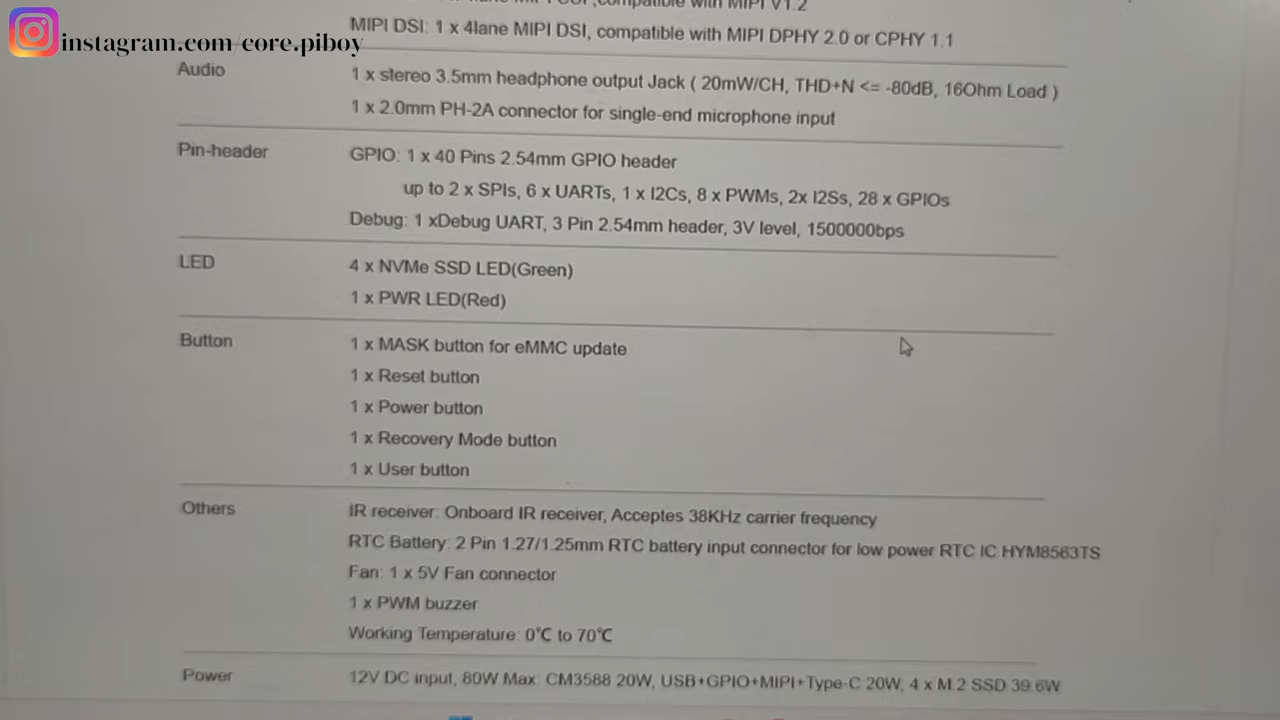 instagram.com/core.piboy
compatible with MIPI V1.2
MIPI DSI: 1 x 4lane MIPI DSI, compatible with MIPI DPHY 2.0 or CPHY 1.1
Audio
1 x stereo 3.5mm headphone output Jack ( 20mW/CH, THD+N <= -80dB, 16Ohm Load )
1 x 2.0mm PH-2A connector for single-end microphone input
Pin-header
GPIO: 1 x 40 Pins 2.54mm GPIO header
up to 2 x SPIs, 6 x UARTs, 1 x I2Cs, 8 x PWMs, 2x I2Ss, 28 x GPIOs
Debug: 1 xDebug UART, 3 Pin 2.54mm header, 3V level, 1500000bps
LED
4 x NVMe SSD LED(Green)
1 x PWR LED(Red)
Button
1 x MASK button for eMMC update
1 x Reset button
1 x Power button
1 x Recovery Mode button
1 x User button
Others
IR receiver: Onboard IR receiver, Acceptes 38KHz carrier frequency
RTC Battery: 2 Pin 1.27/1.25mm RTC battery input connector for low power RTC IC HYM8563TS
Fan: 1 x 5V Fan connector
1 x PWM buzzer
Working Temperature: 0℃ to 70℃
Power
12V DC input, 80W Max: CM3588 20W, USB+GPIO+MIPI+Type-C 20W, 4 x M.2 SSD 39.6W